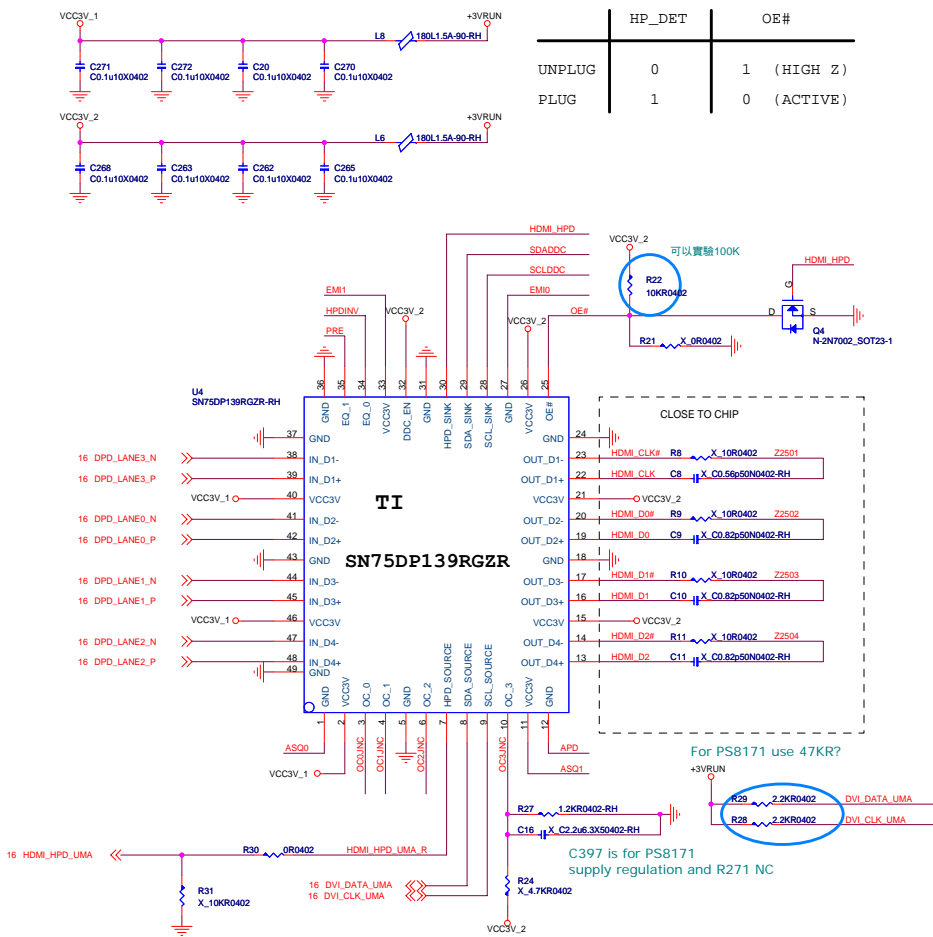 VCC3V_1
+3VRUN
L8
180L1.5A-90-RH
C271
C0.1u10X0402
C272
C0.1u10X0402
C20
C0.1u10X0402
C270
C0.1u10X0402
VCC3V_2
+3VRUN
L6
180L1.5A-90-RH
C268
C0.1u10X0402
C263
C0.1u10X0402
C262
C0.1u10X0402
C265
C0.1u10X0402
HP_DET OE#
UNPLUG 0 1 (HIGH Z)
PLUG 1 0 (ACTIVE)
HDMI_HPD
SDADDC
SCLDDC
EMI0
OE#
EMI1
HPDINV
PRE
VCC3V_2
VCC3V_2
VCC3V_2
可以實驗100K
R22
10KR0402
R21
X_0R0402
HDMI_HPD
G
D
S
Q4
N-2N7002_SOT23-1
U4
SN75DP139RGZR-RH
36 35 34 33 32 31 30 29 28 27 26 25
GND
EQ_1
EQ_0
VCC3V
DDC_EN
GND
HPD_SINK
SDA_SINK
SCL_SINK
GND
VCC3V
OE#
TI
SN75DP139RGZR
37 GND
16 DPD_LANE3_N 38 IN_D1-
16 DPD_LANE3_P 39 IN_D1+
VCC3V_1 40 VCC3V
16 DPD_LANE0_N 41 IN_D2-
16 DPD_LANE0_P 42 IN_D2+
43 GND
16 DPD_LANE1_N 44 IN_D3-
16 DPD_LANE1_P 45 IN_D3+
VCC3V_1 46 VCC3V
16 DPD_LANE2_N 47 IN_D4-
16 DPD_LANE2_P 48 IN_D4+
49 GND
CLOSE TO CHIP
GND 24
OUT_D1- 23 HDMI_CLK# R8 X_10R0402 Z2501
OUT_D1+ 22 HDMI_CLK C8 X_C0.56p50N0402-RH
VCC3V 21 VCC3V_2
OUT_D2- 20 HDMI_D0# R9 X_10R0402 Z2502
OUT_D2+ 19 HDMI_D0 C9 X_C0.82p50N0402-RH
GND 18
OUT_D3- 17 HDMI_D1# R10 X_10R0402 Z2503
OUT_D3+ 16 HDMI_D1 C10 X_C0.82p50N0402-RH
VCC3V 15 VCC3V_2
OUT_D4- 14 HDMI_D2# R11 X_10R0402 Z2504
OUT_D4+ 13 HDMI_D2 C11 X_C0.82p50N0402-RH
GND
VCC3V
OC_0
OC_1
GND
OC_2
HPD_SOURCE
SDA_SOURCE
SCL_SOURCE
OC_3
VCC3V
GND
1 2 3 4 5 6 7 8 9 10 11 12
ASQ0
VCC3V_1
OC0JNC
OC1JNC
OC2JNC
OC3JNC
APD
ASQ1
For PS8171 use 47KR?
+3VRUN
R29 2.2KR0402 DVI_DATA_UMA
R28 2.2KR0402 DVI_CLK_UMA
R27 1.2KR0402-RH
C16 X_C2.2u6.3X50402-RH
C397 is for PS8171
supply regulation and R271 NC
16 HDMI_HPD_UMA R30 0R0402 HDMI_HPD_UMA_R
R31
X_10KR0402
16 DVI_DATA_UMA
16 DVI_CLK_UMA
R24
X_4.7KR0402
VCC3V_2